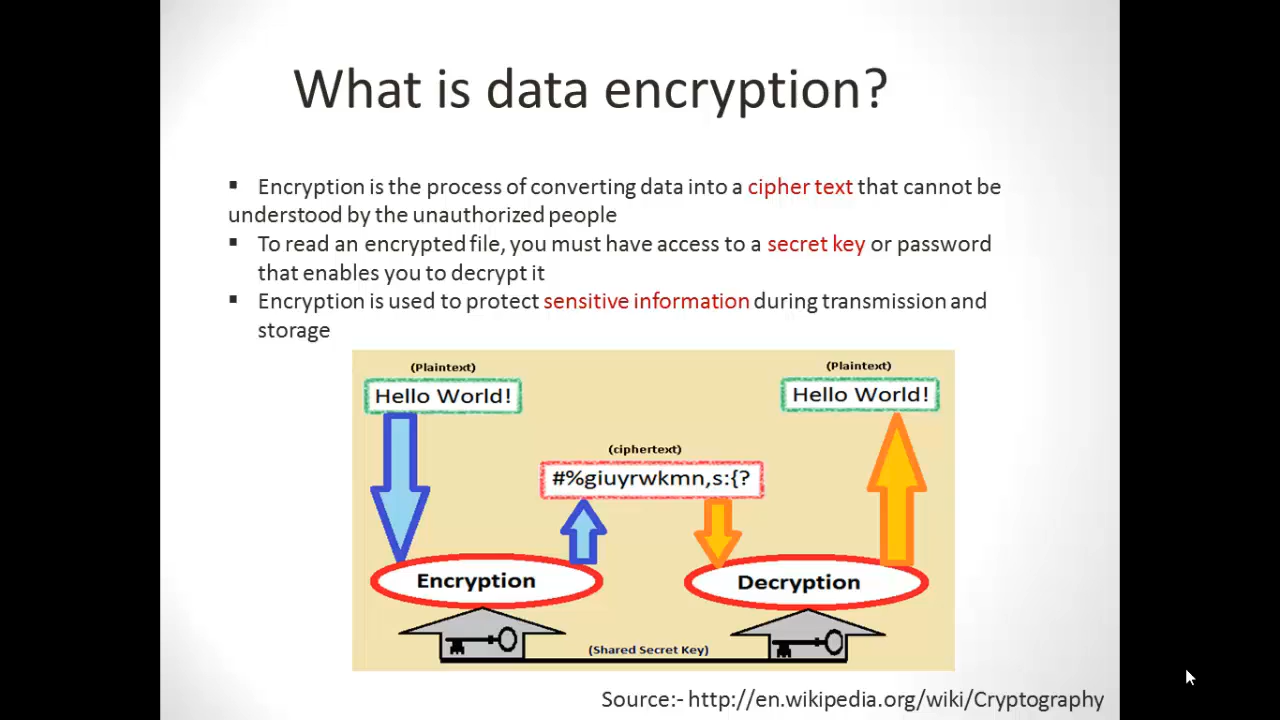 What is data encryption?
▪ Encryption is the process of converting data into a cipher text that cannot be
understood by the unauthorized people
▪ To read an encrypted file, you must have access to a secret key or password
that enables you to decrypt it
▪ Encryption is used to protect sensitive information during transmission and
storage
(Plaintext)
Hello World!
(Plaintext)
Hello World!
(ciphertext)
#%giuyrwkmn,s:{?
Encryption
Decryption
(Shared Secret Key)
Source:- http://en.wikipedia.org/wiki/Cryptography